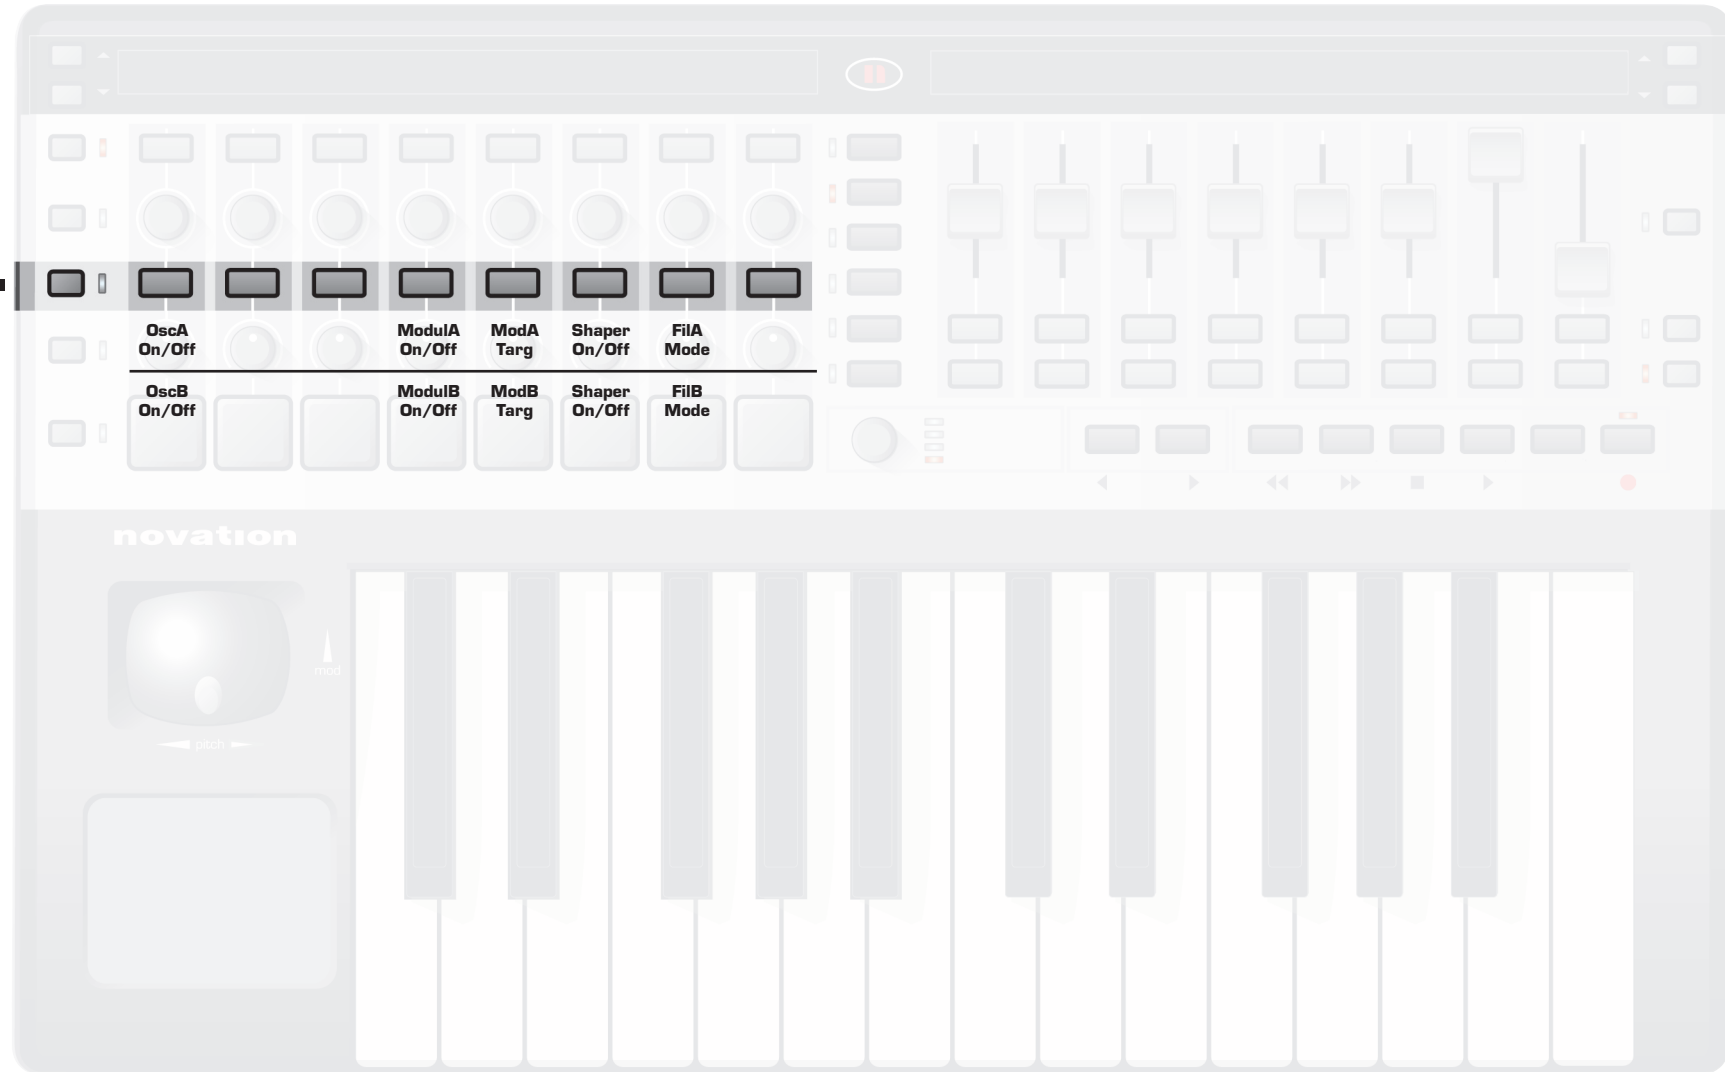 OscA On/Off
ModulA On/Off
ModA Targ
Shaper On/Off
FilA Mode
OscB On/Off
ModulB On/Off
ModB Targ
Shaper On/Off
FilB Mode
novation
mod
pitch